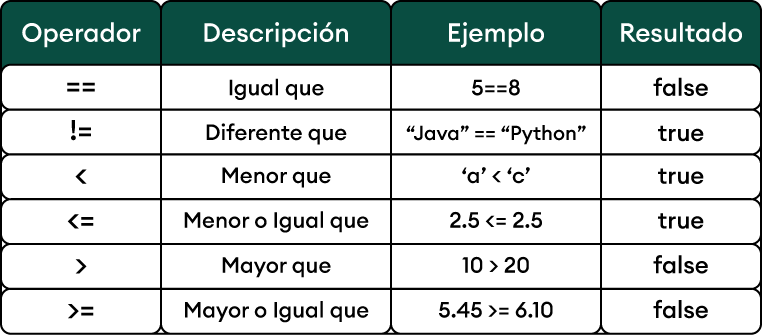 Operador Descripción Ejemplo Resultado
== Igual que 5==8 false
!= Diferente que “Java” == “Python” true
< Menor que ‘a’ < ‘c’ true
<= Menor o Igual que 2.5 <= 2.5 true
> Mayor que 10 > 20 false
>= Mayor o Igual que 5.45 >= 6.10 false